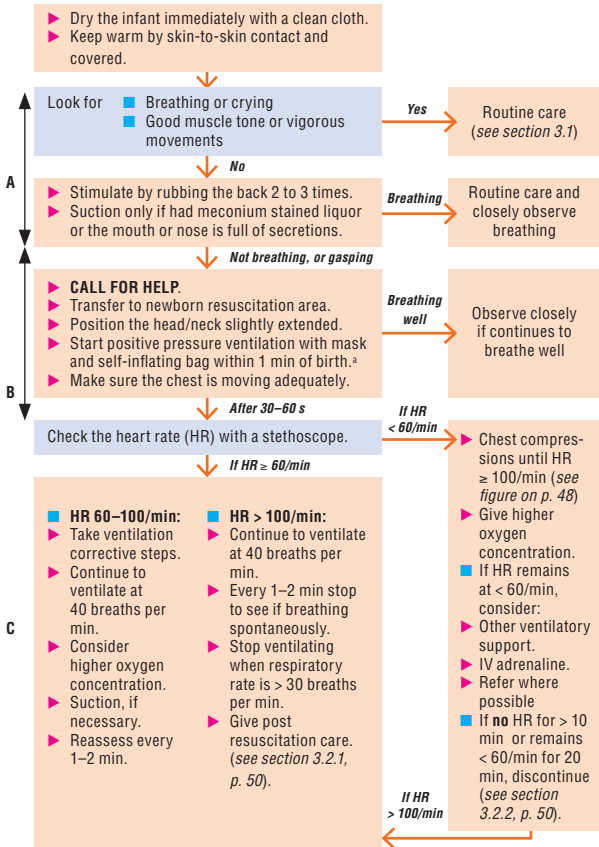 ▶ Dry the infant immediately with a clean cloth.
▶ Keep warm by skin-to-skin contact and
covered.
A
Look for ■ Breathing or crying
■ Good muscle tone or vigorous
movements
Yes
Routine care
(see section 3.1)
No
▶ Stimulate by rubbing the back 2 to 3 times.
▶ Suction only if had meconium stained liquor
or the mouth or nose is full of secretions.
Breathing
Routine care and
closely observe
breathing
Not breathing, or gasping
B
▶ CALL FOR HELP.
▶ Transfer to newborn resuscitation area.
▶ Position the head/neck slightly extended.
▶ Start positive pressure ventilation with mask
and self-inflating bag within 1 min of birth.ª
▶ Make sure the chest is moving adequately.
Breathing
well
Observe closely
if continues to
breathe well
After 30–60 s
Check the heart rate (HR) with a stethoscope.
If HR
< 60/min
▶ Chest compres-
sions until HR
≥ 100/min (see
figure on p. 48)
▶ Give higher
oxygen
concentration.
■ If HR remains
at < 60/min,
consider:
▶ Other ventilatory
support.
▶ IV adrenaline.
▶ Refer where
possible
■ If no HR for > 10
min or remains
< 60/min for 20
min, discontinue
(see section
3.2.2, p. 50).
If HR ≥ 60/min
C
■ HR 60–100/min:
▶ Take ventilation
corrective steps.
▶ Continue to
ventilate at
40 breaths per
min.
▶ Consider
higher oxygen
concentration.
▶ Suction, if
necessary.
▶ Reassess every
1–2 min.
■ HR > 100/min:
▶ Continue to ventilate
at 40 breaths per
min.
▶ Every 1–2 min stop
to see if breathing
spontaneously.
▶ Stop ventilating
when respiratory
rate is > 30 breaths
per min.
▶ Give post
resuscitation care.
(see section 3.2.1,
p. 50).
If HR
> 100/min